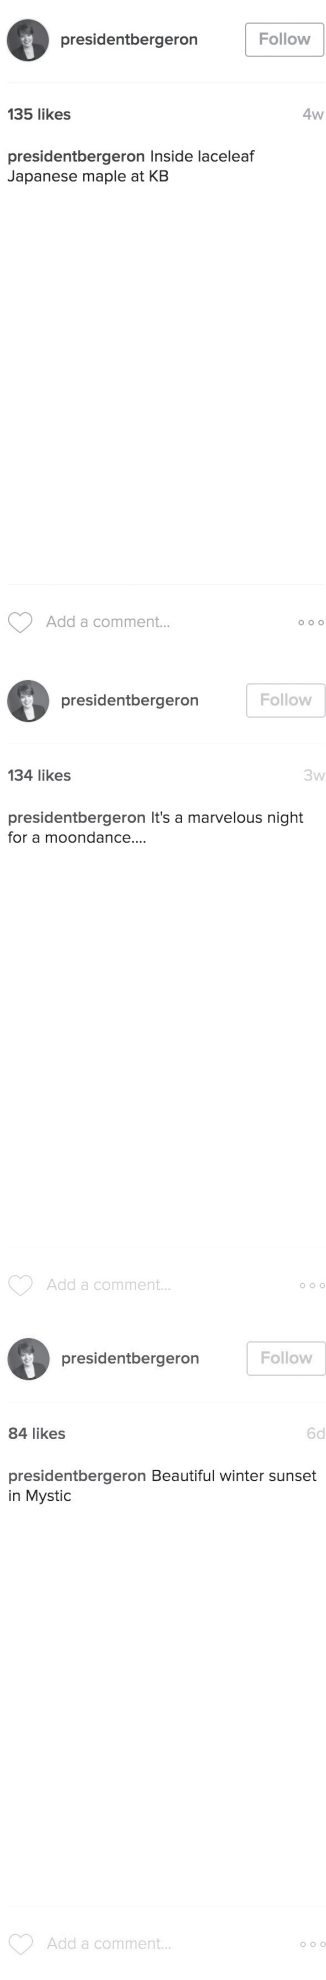 presidentbergeron Follow
135 likes 4w
presidentbergeron Inside laceleaf
Japanese maple at KB
Add a comment...
presidentbergeron Follow
134 likes 3w
presidentbergeron It's a marvelous night
for a moondance....
Add a comment...
presidentbergeron Follow
84 likes 6d
presidentbergeron Beautiful winter sunset
in Mystic
Add a comment...